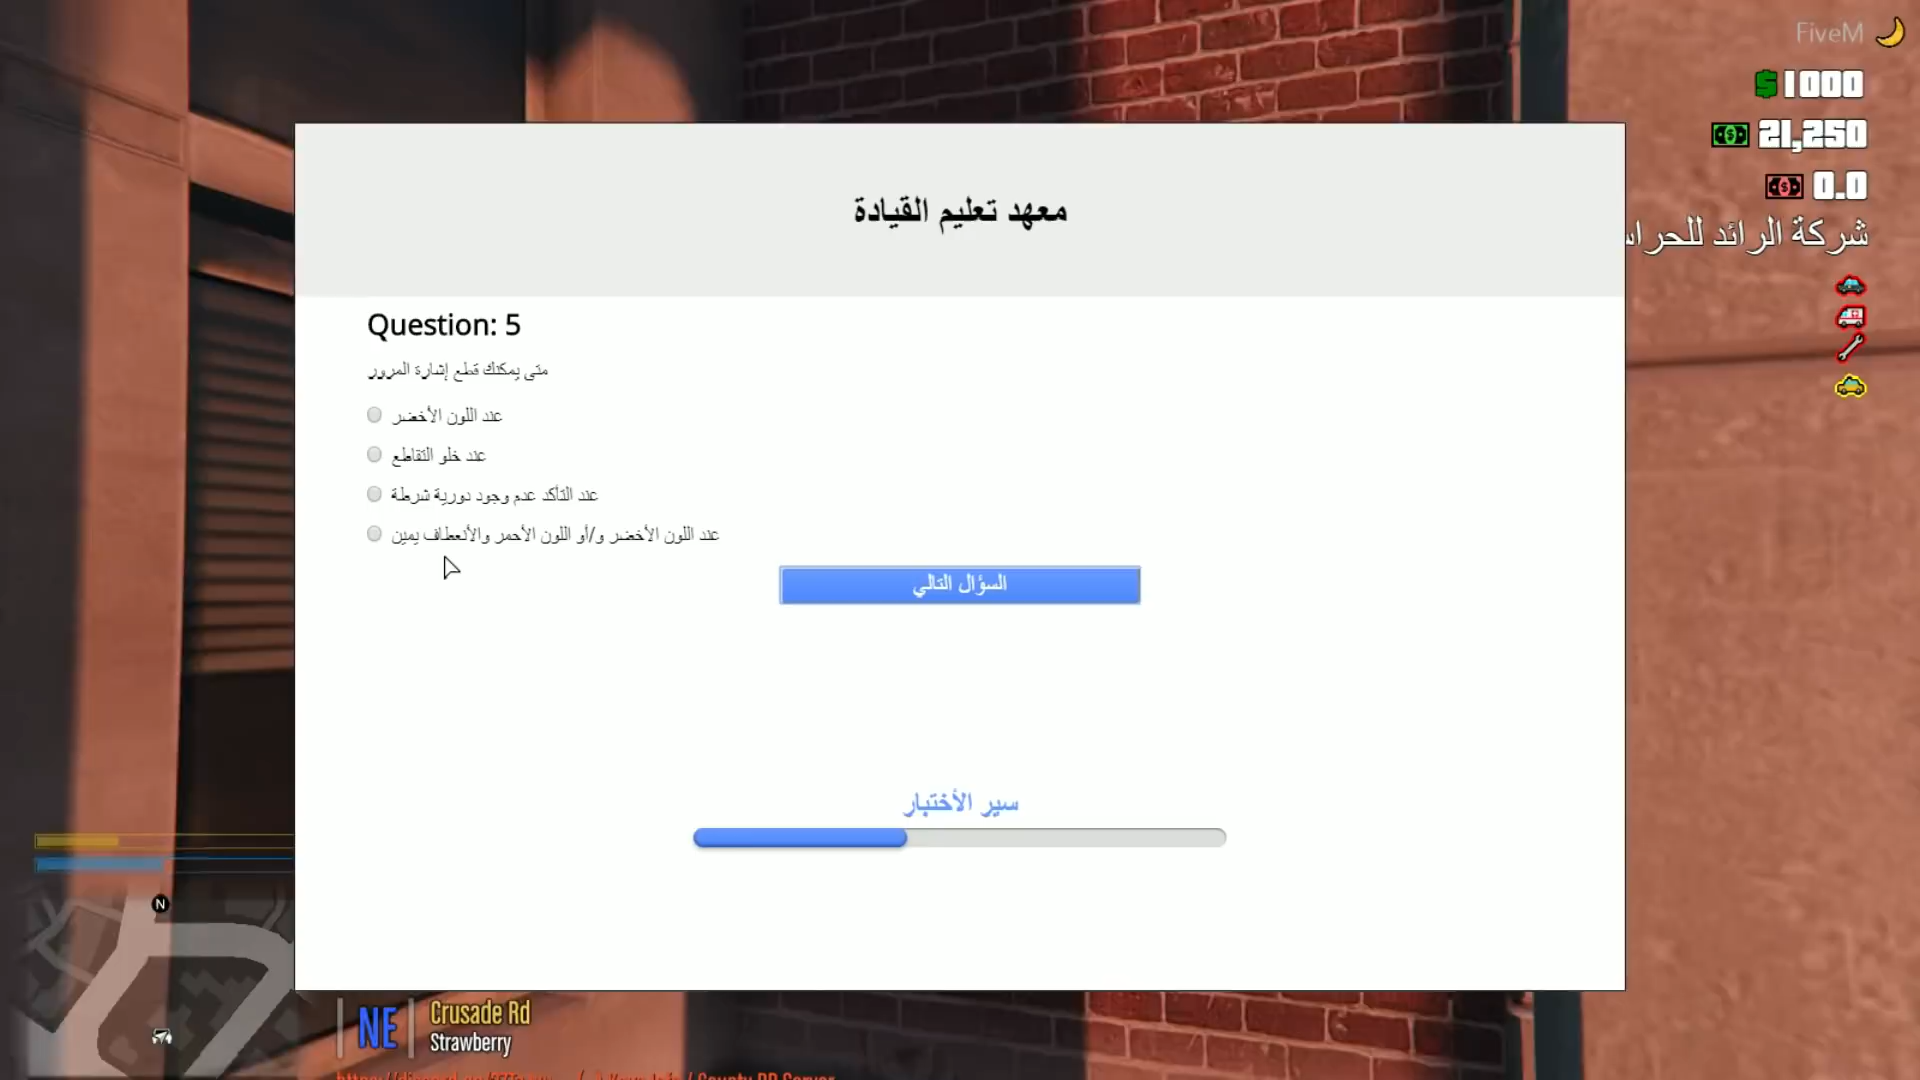 FiveM
$1000
21,250
0.0
شركة الرائد للحراس
معهد تعليم القيادة
Question: 5
متى يمكنك قطع إشارة المرور
عند اللون الأخضر
عند خلو التقاطع
عند التأكد عدم وجود دورية شرطة
عند اللون الأخضر و/أو اللون الأحمر والأنعطاف يمين
السؤال التالي
سير الأختبار
N
NE
Crusade Rd
Strawberry